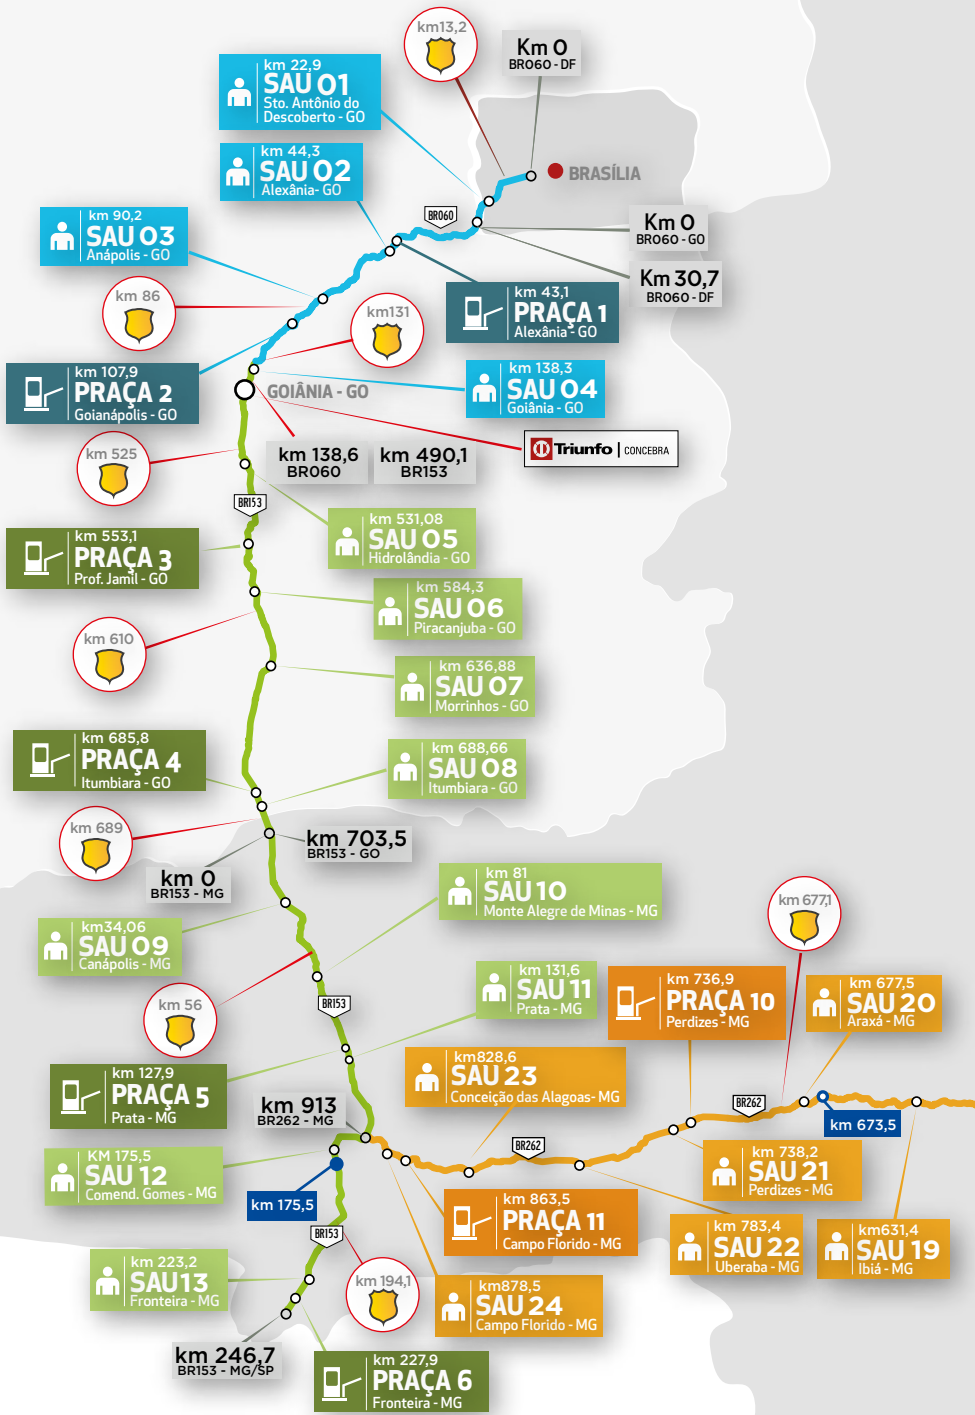 km13,2
Km 0
BR060 - DF
km 22,9
SAU 01
Sto. Antônio do
Descoberto - GO
km 44,3
SAU 02
Alexânia- GO
BRASÍLIA
km 90,2
SAU 03
Anápolis - GO
BR060
Km 0
BR060 - GO
Km 30,7
BR060 - DF
km 86
km131
km 43,1
PRAÇA 1
Alexânia - GO
km 107,9
PRAÇA 2
Goianápolis - GO
GOIÂNIA - GO
km 138,3
SAU 04
Goiânia - GO
km 138,6
BR060
km 490,1
BR153
Triunfo | CONCEBRA
km 525
BR153
km 531,08
SAU 05
Hidrolândia - GO
km 553,1
PRAÇA 3
Prof. Jamil - GO
km 584,3
SAU 06
Piracanjuba - GO
km 610
km 636,88
SAU 07
Morrinhos - GO
km 685,8
PRAÇA 4
Itumbiara - GO
km 688,66
SAU 08
Itumbiara - GO
km 689
km 703,5
BR153 - GO
km 0
BR153 - MG
km 81
SAU 10
Monte Alegre de Minas - MG
km34,06
SAU 09
Canápolis - MG
km 677,1
km 56
BR153
km 131,6
SAU 11
Prata - MG
km 736,9
PRAÇA 10
Perdizes - MG
km 677,5
SAU 20
Araxá - MG
km 127,9
PRAÇA 5
Prata - MG
km 913
BR262 - MG
km828,6
SAU 23
Conceição das Alagoas- MG
BR262
km 673,5
BR262
KM 175,5
SAU 12
Comend. Gomes - MG
km 175,5
km 738,2
SAU 21
Perdizes - MG
km 863,5
PRAÇA 11
Campo Florido - MG
km 783,4
SAU 22
Uberaba - MG
km631,4
SAU 19
Ibiá - MG
BR153
km 223,2
SAU13
Fronteira - MG
km 194,1
km878,5
SAU 24
Campo Florido - MG
km 246,7
BR153 - MG/SP
km 227,9
PRAÇA 6
Fronteira - MG